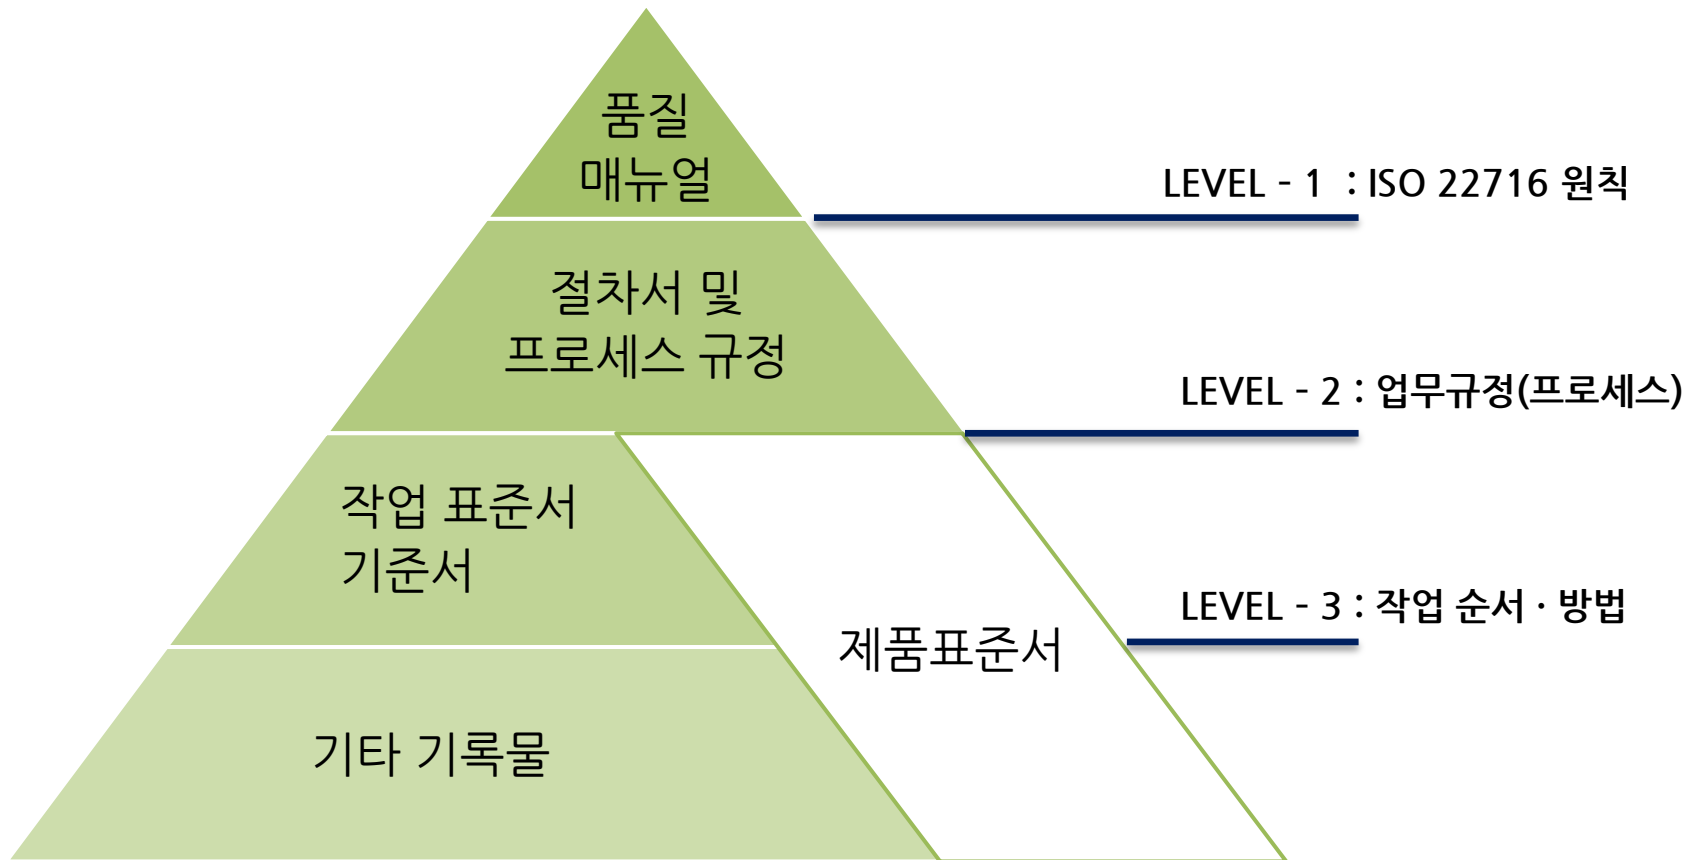 품질
매뉴얼
LEVEL - 1 : ISO 22716 원칙
절차서 및
프로세스 규정
LEVEL - 2 : 업무규정(프로세스)
작업 표준서
기준서
LEVEL - 3 : 작업 순서 · 방법
제품표준서
기타 기록물